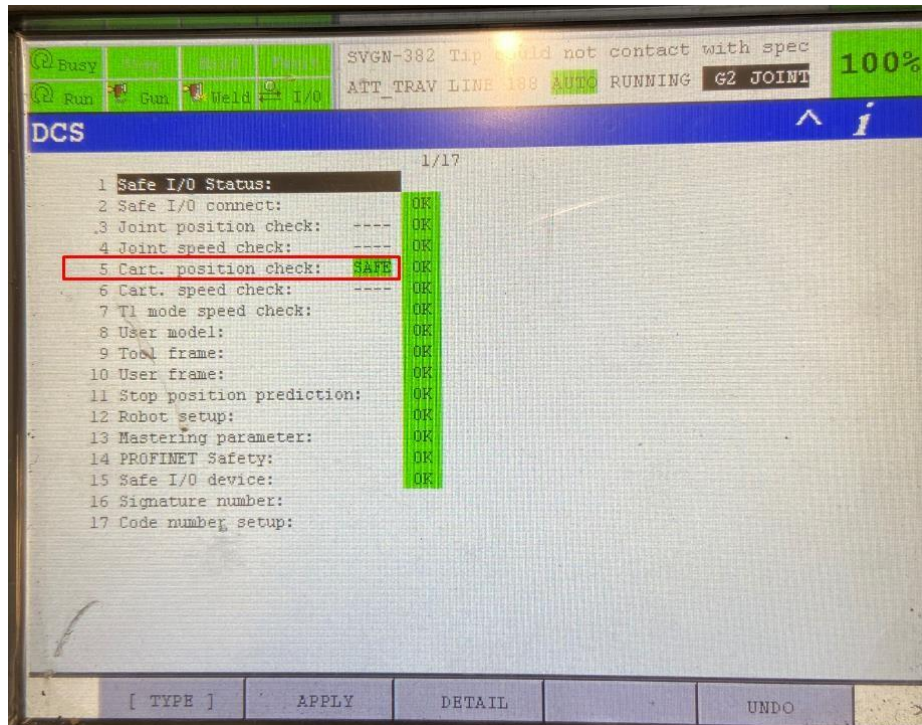 Busy
SVGN-382 Tip could not contact with spec
Run Gun Weld I/O
ATT_TRAV LINE 188 AUTO RUNNING G2 JOINT
100%
DCS
1/17
1 Safe I/O Status:
2 Safe I/O connect: OK
3 Joint position check: ---- OK
4 Joint speed check: ---- OK
5 Cart. position check: SAFE OK
6 Cart. speed check: ---- OK
7 T1 mode speed check: OK
8 User model: OK
9 Tool frame: OK
10 User frame: OK
11 Stop position prediction: OK
12 Robot setup: OK
13 Mastering parameter: OK
14 PROFINET Safety: OK
15 Safe I/O device: OK
16 Signature number:
17 Code number setup:
[ TYPE ] APPLY DETAIL UNDO